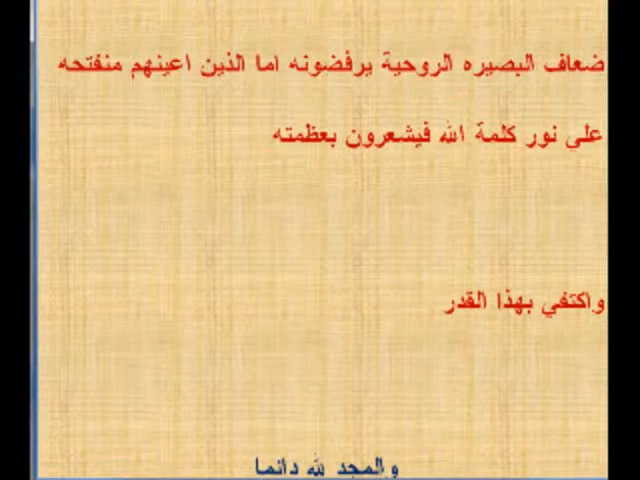 ضعاف البصيره الروحية يرفضونه اما الذين اعينهم منفتحه
علي نور كلمة الله فيشعرون بعظمته
واكتفي بهذا القدر
والمجد لله دائما